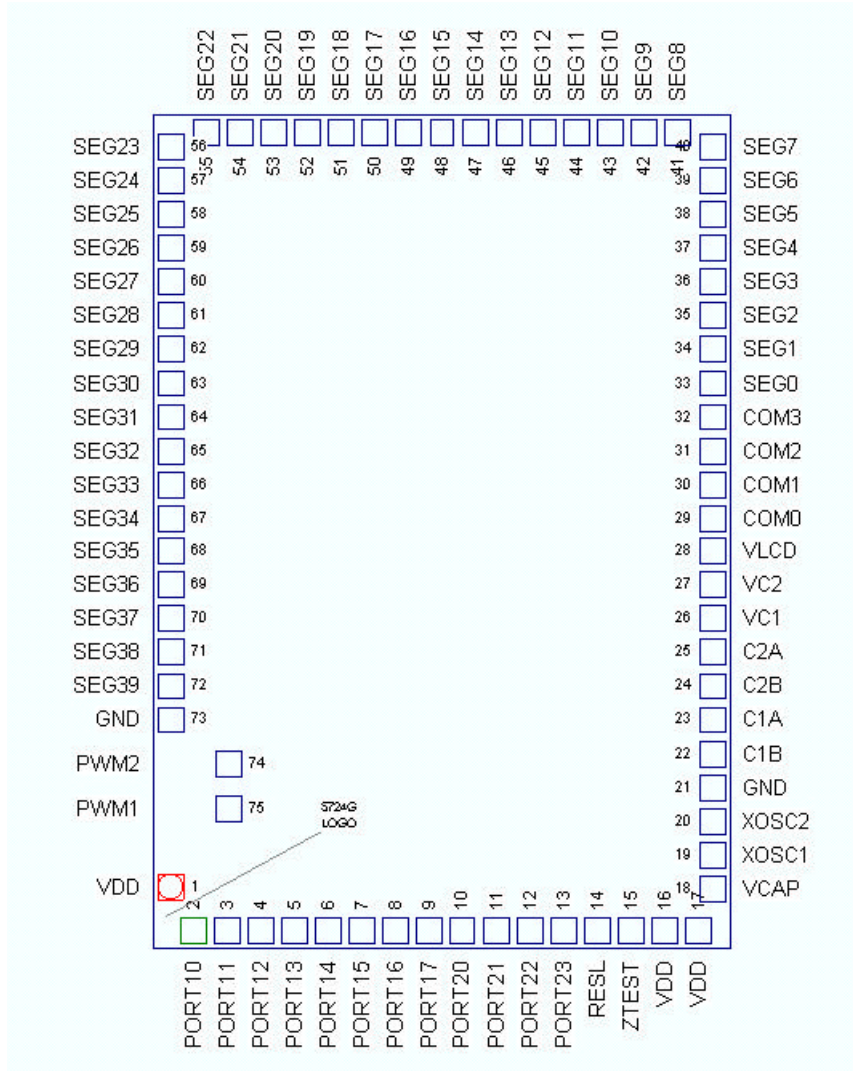 SEG22 SEG21 SEG20 SEG19 SEG18 SEG17 SEG16 SEG15 SEG14 SEG13 SEG12 SEG11 SEG10 SEG9 SEG8
55 54 53 52 51 50 49 48 47 46 45 44 43 42 41
SEG23 56 40 SEG7
SEG24 57 39 SEG6
SEG25 58 38 SEG5
SEG26 59 37 SEG4
SEG27 60 36 SEG3
SEG28 61 35 SEG2
SEG29 62 34 SEG1
SEG30 63 33 SEG0
SEG31 64 32 COM3
SEG32 65 31 COM2
SEG33 66 30 COM1
SEG34 67 29 COM0
SEG35 68 28 VLCD
SEG36 69 27 VC2
SEG37 70 26 VC1
SEG38 71 25 C2A
SEG39 72 24 C2B
GND 73 23 C1A
22 C1B
PWM2 74
21 GND
PWM1 75
S724G
LOGO
20 XOSC2
19 XOSC1
VDD 1 18 VCAP
2 3 4 5 6 7 8 9 10 11 12 13 14 15 16 17
PORT10 PORT11 PORT12 PORT13 PORT14 PORT15 PORT16 PORT17 PORT20 PORT21 PORT22 PORT23 RESL ZTEST VDD VDD